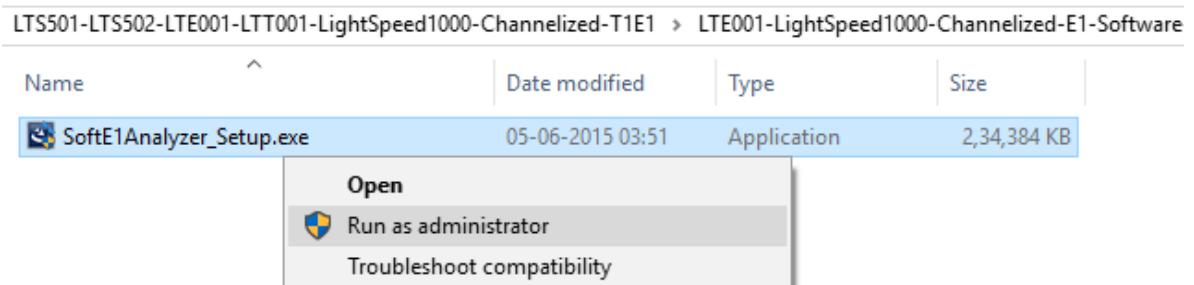 LTS501-LTS502-LTE001-LTT001-LightSpeed1000-Channelized-T1E1 > LTE001-LightSpeed1000-Channelized-E1-Software
Name Date modified Type Size
SoftE1Analyzer_Setup.exe 05-06-2015 03:51 Application 2,34,384 KB
Open
Run as administrator
Troubleshoot compatibility